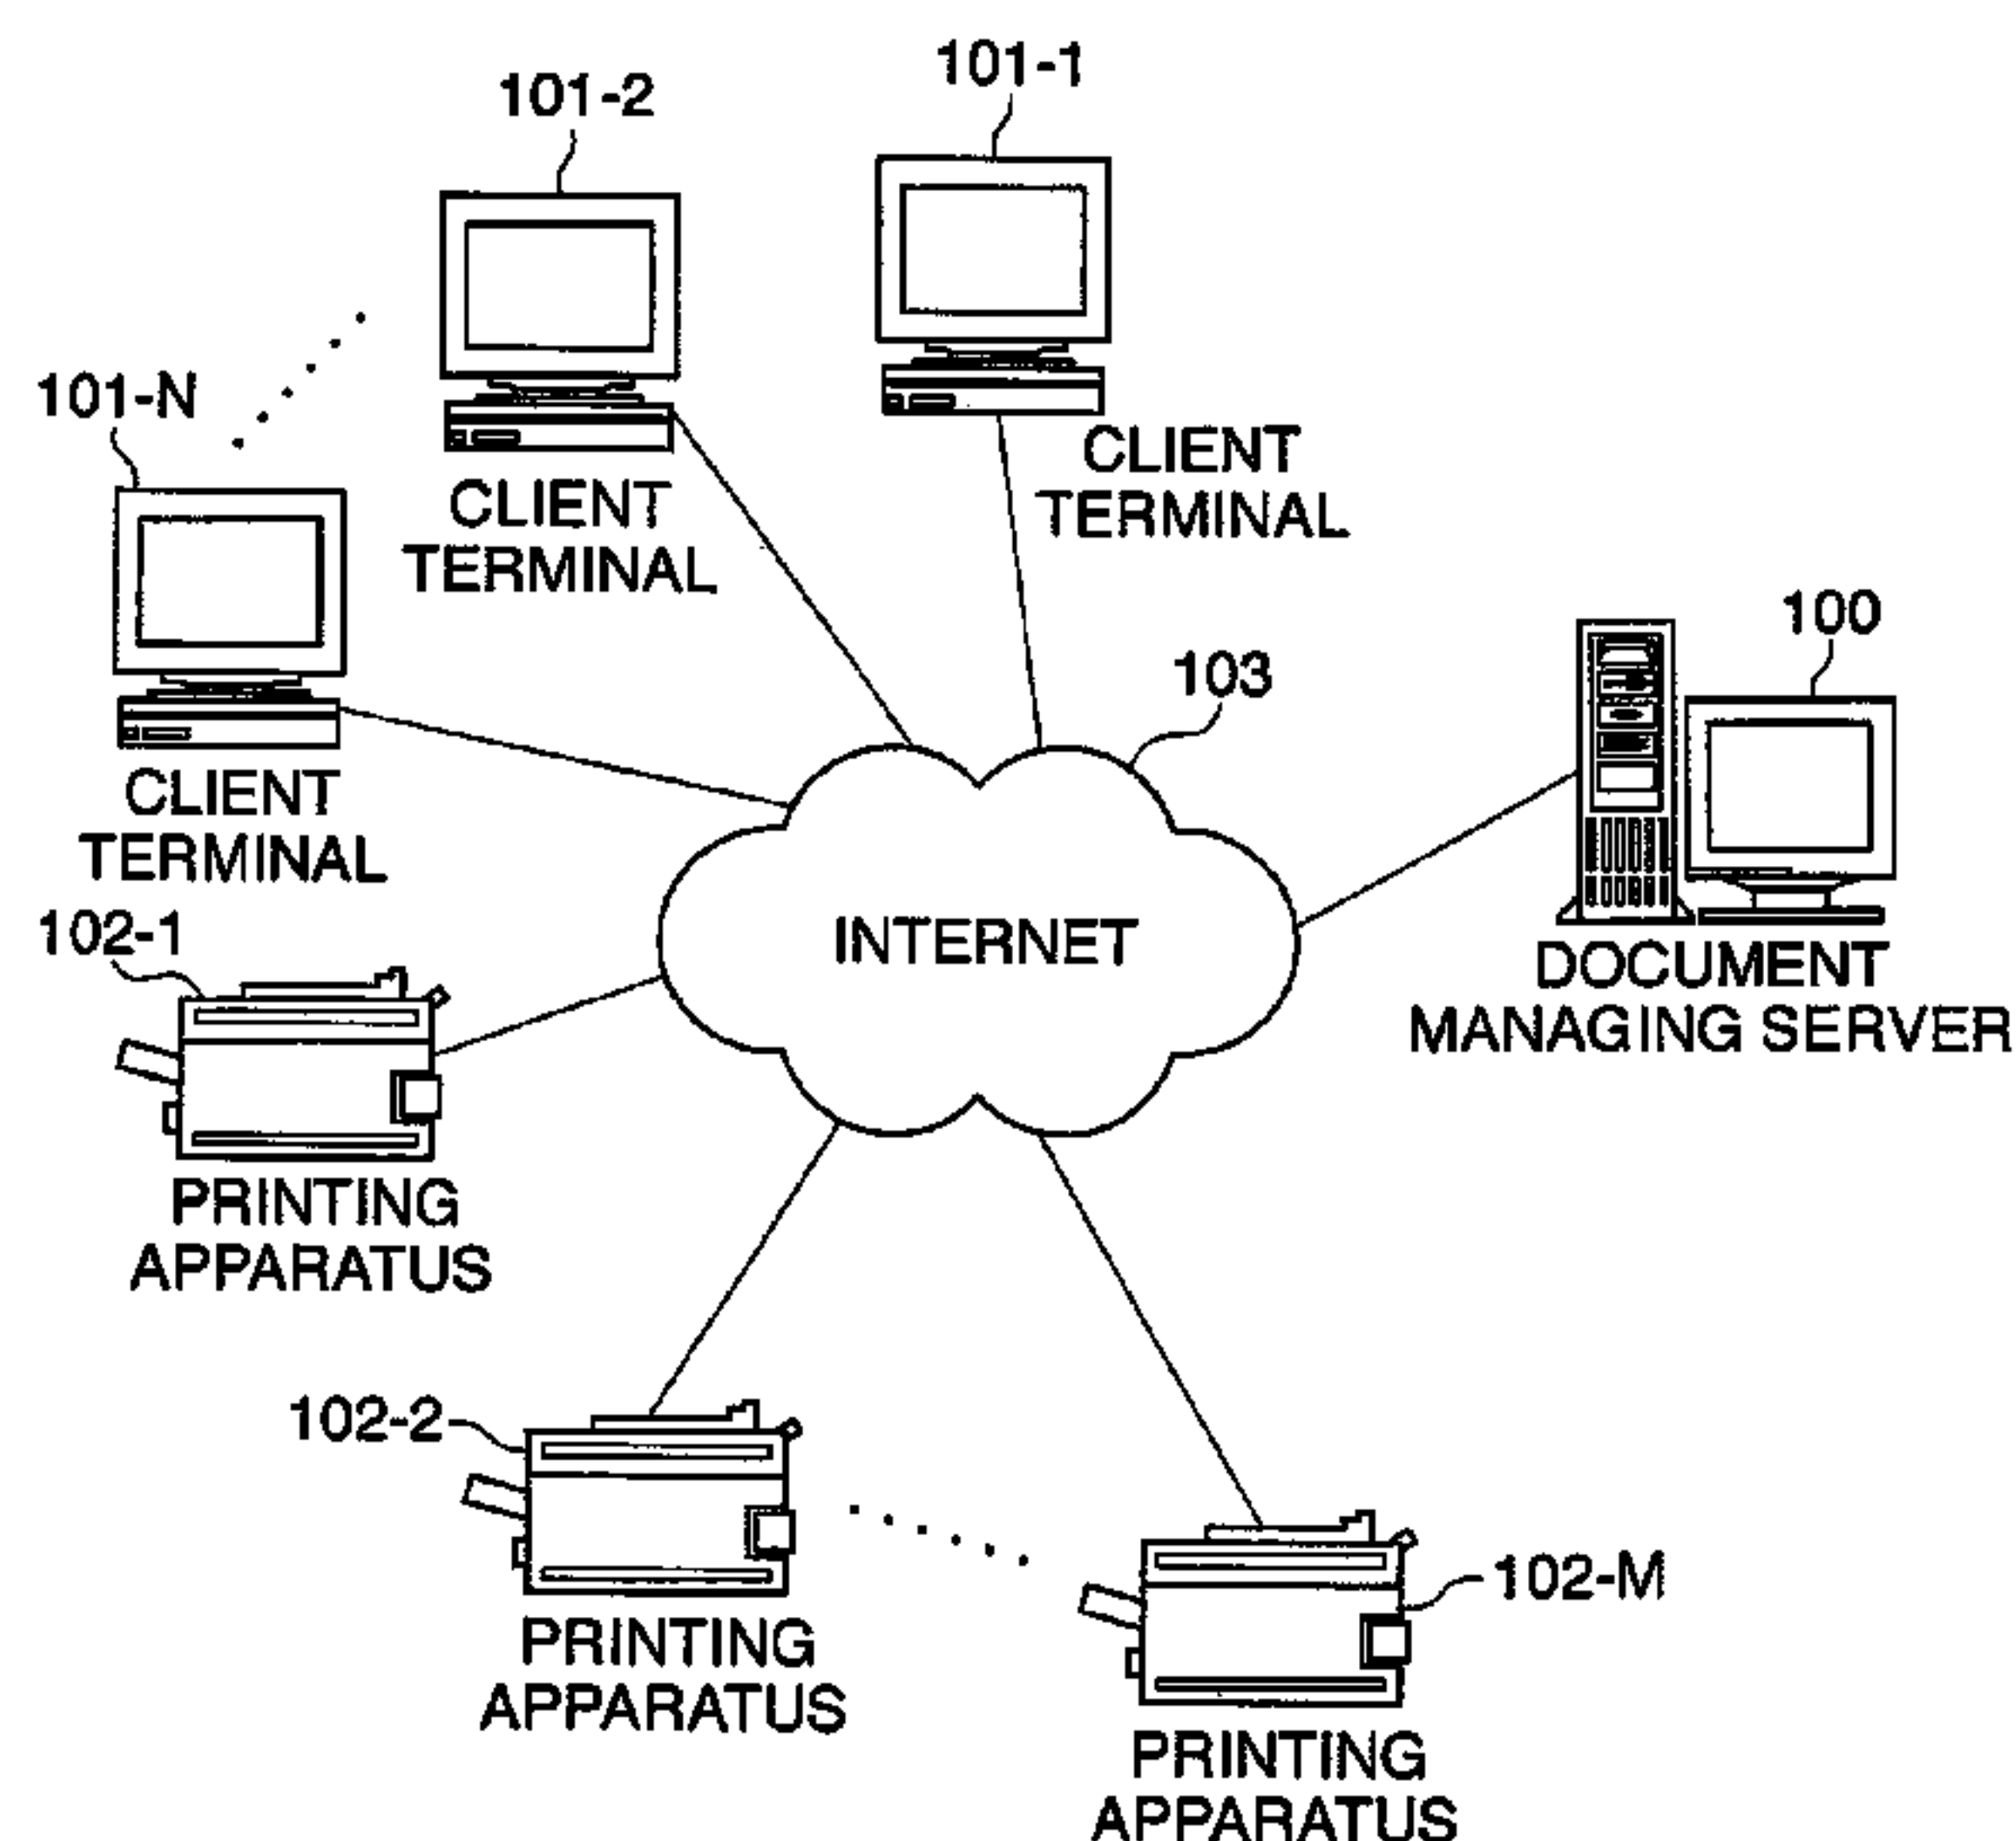 101-1
101-2
101-N
CLIENT
TERMINAL
CLIENT
TERMINAL
CLIENT
TERMINAL
100
103
INTERNET
DOCUMENT
MANAGING SERVER
102-1
PRINTING
APPARATUS
102-2
PRINTING
APPARATUS
102-M
PRINTING
APPARATUS